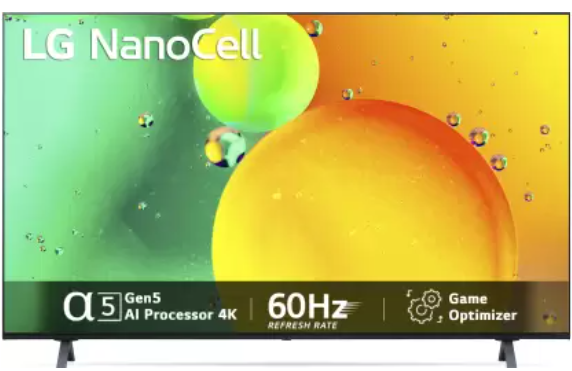 LG NanoCell
α5 Gen5
AI Processor 4K
60Hz
REFRESH RATE
Game
Optimizer